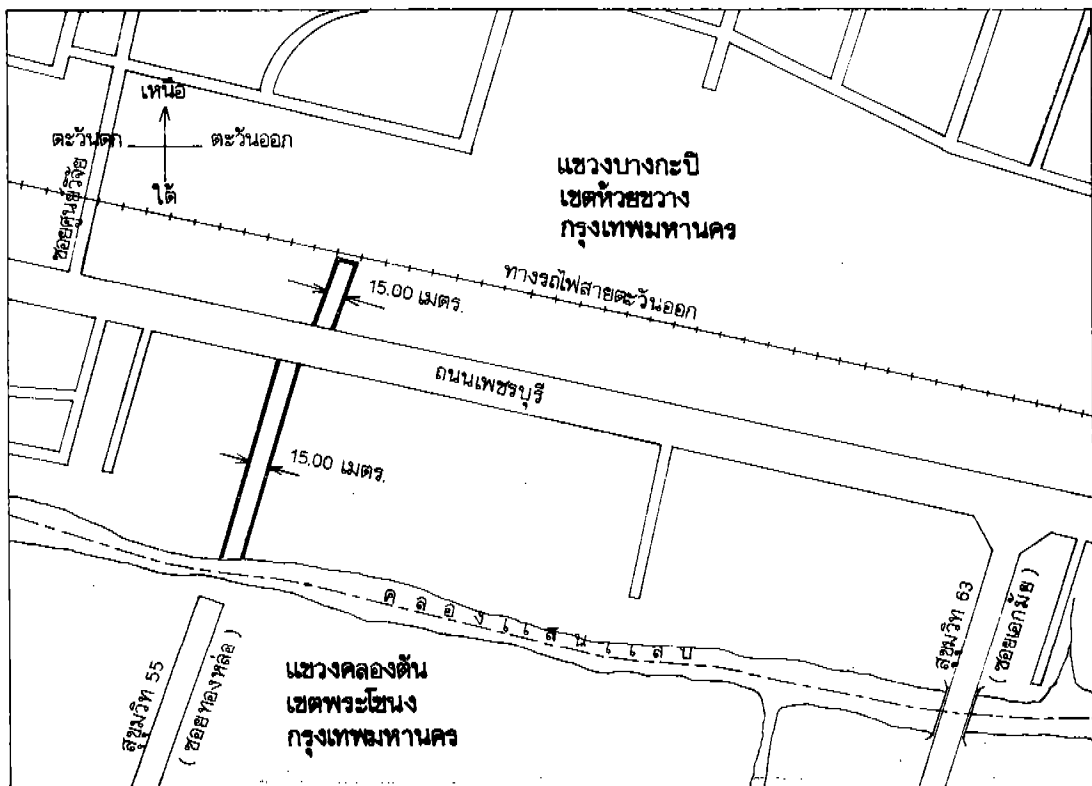 เหนือ
ตะวันตก
ตะวันออก
ใต้
ซอยศูนย์วิจัย
แขวงบางกะปิ
เขตห้วยขวาง
กรุงเทพมหานคร
ทางรถไฟสายตะวันออก
15.00 เมตร.
ถนนเพชรบุรี
15.00 เมตร.
คลองแสนแสบ
สุขุมวิท 63
( ซอยเอกมัย )
สุขุมวิท 55
( ซอยทองหล่อ )
แขวงคลองตัน
เขตพระโขนง
กรุงเทพมหานคร